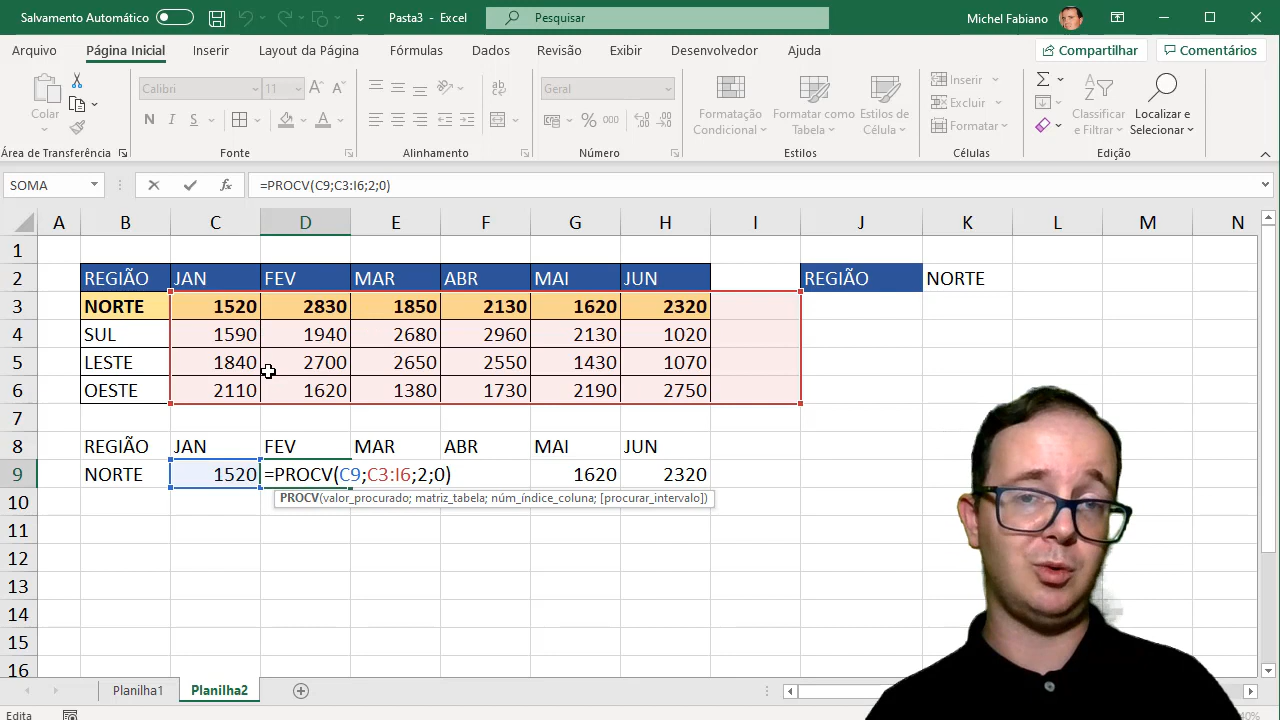 Salvamento Automático
Pasta3 - Excel
Pesquisar
Michel Fabiano
Arquivo
Página Inicial
Inserir
Layout da Página
Fórmulas
Dados
Revisão
Exibir
Desenvolvedor
Ajuda
Compartilhar
Comentários
Colar
Calibri
11
N I S
Geral
% 000
Formatação Condicional
Formatar como Tabela
Estilos de Célula
Inserir
Excluir
Formatar
Classificar e Filtrar
Localizar e Selecionar
Área de Transferência
Fonte
Alinhamento
Número
Estilos
Células
Edição
SOMA
=PROCV(C9;C3:I6;2;0)
A B C D E F G H I J K L M N
1
2 REGIÃO JAN FEV MAR ABR MAI JUN REGIÃO NORTE
3 NORTE 1520 2830 1850 2130 1620 2320
4 SUL 1590 1940 2680 2960 2130 1020
5 LESTE 1840 2700 2650 2550 1430 1070
6 OESTE 2110 1620 1380 1730 2190 2750
7
8 REGIÃO JAN FEV MAR ABR MAI JUN
9 NORTE 1520 =PROCV(C9;C3:I6;2;0) 1620 2320
PROCV(valor_procurado; matriz_tabela; núm_índice_coluna; [procurar_intervalo])
10
11
12
13
14
15
16
Planilha1
Planilha2
Edita